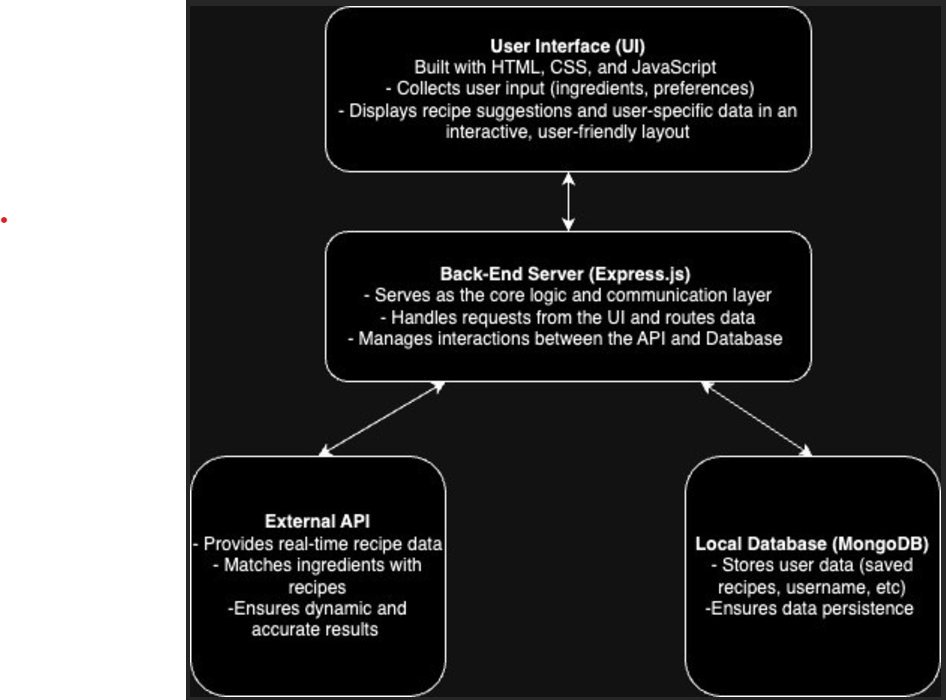 User Interface (UI)
Built with HTML, CSS, and JavaScript
- Collects user input (ingredients, preferences)
- Displays recipe suggestions and user-specific data in an
interactive, user-friendly layout
Back-End Server (Express.js)
- Serves as the core logic and communication layer
- Handles requests from the UI and routes data
- Manages interactions between the API and Database
External API
- Provides real-time recipe data
- Matches ingredients with
recipes
-Ensures dynamic and
accurate results
Local Database (MongoDB)
- Stores user data (saved
recipes, username, etc)
-Ensures data persistence